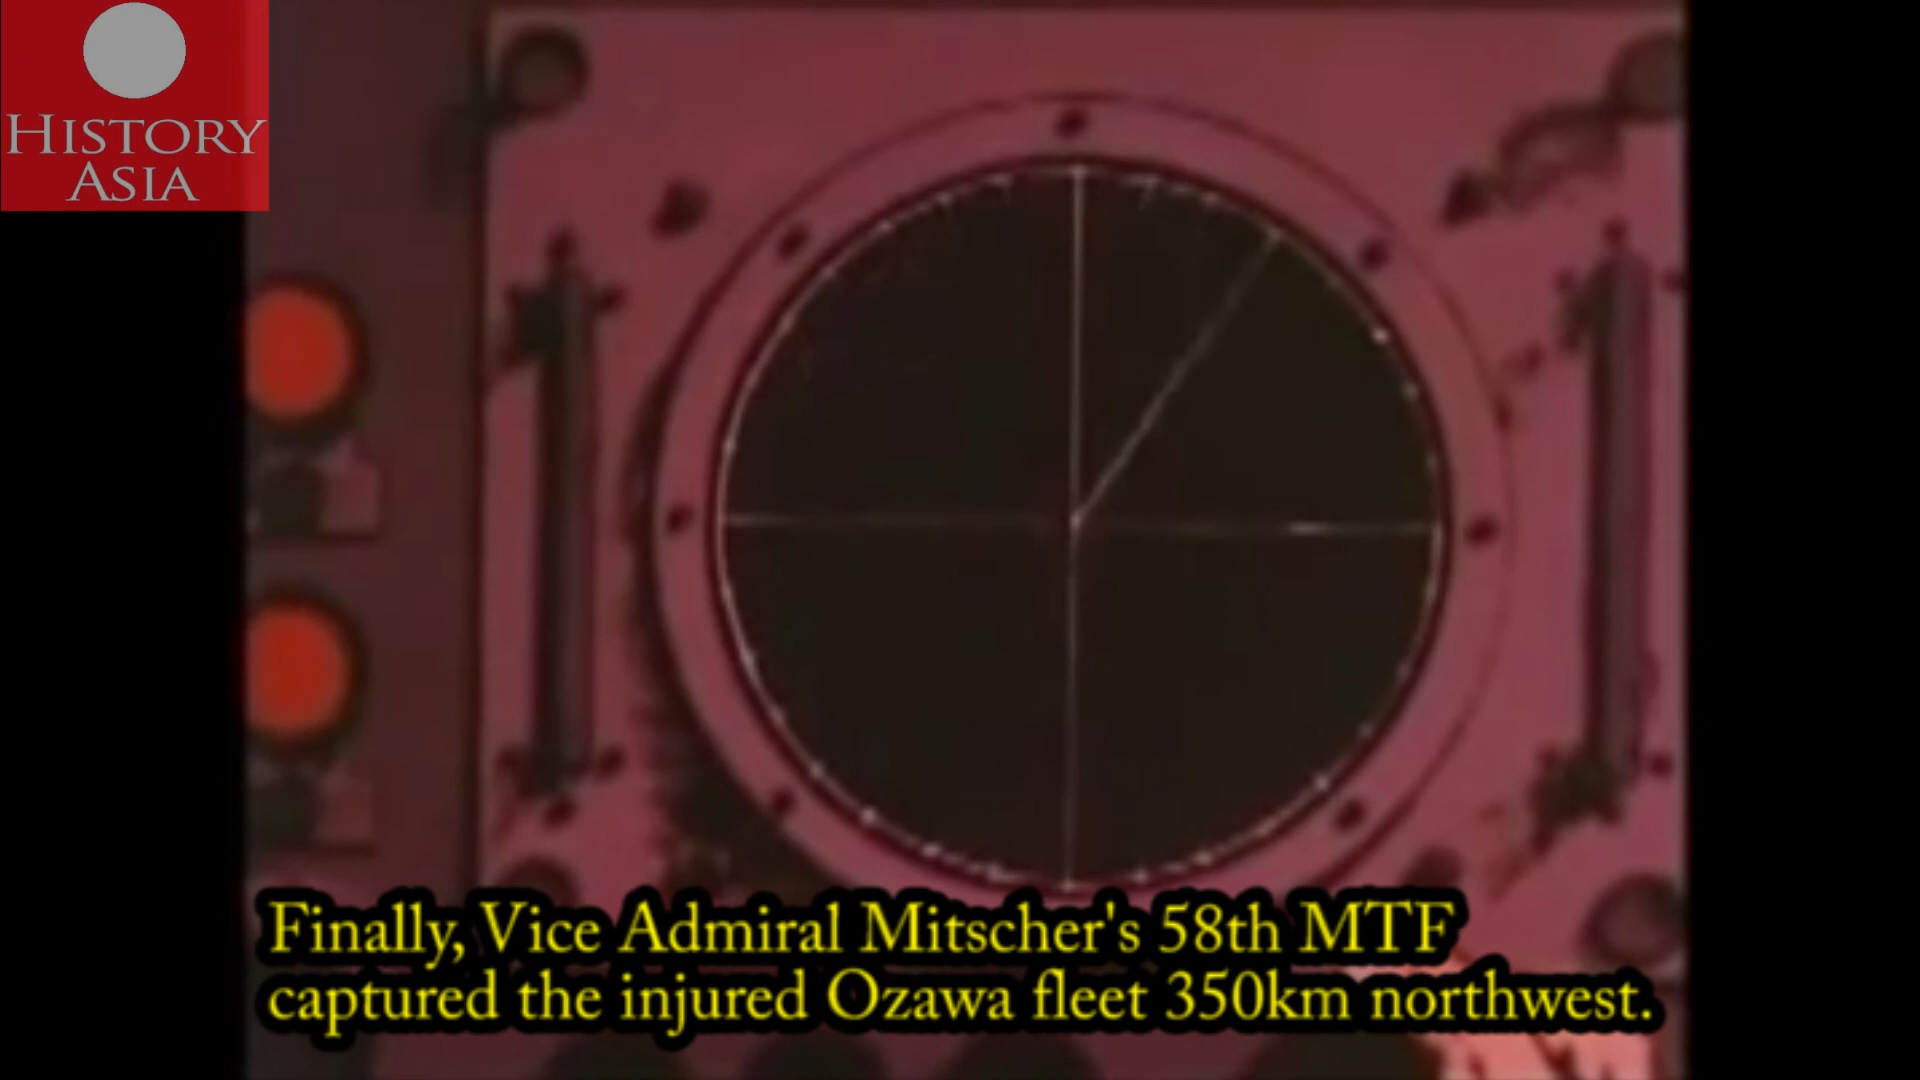 HISTORY
ASIA
Finally, Vice Admiral Mitscher's 58th MTF
captured the injured Ozawa fleet 350km northwest.